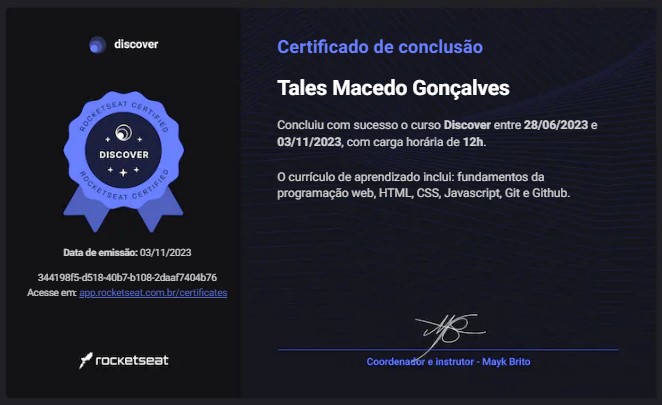 discover
ROCKETSEAT CERTIFIED
DISCOVER
ROCKETSEAT CERTIFIED
Data de emissão: 03/11/2023
344198f5-d518-40b7-b108-2daaf7404b76
Acesse em: app.rocketseat.com.br/certificates
rocketseat
Certificado de conclusão
Tales Macedo Gonçalves
Concluiu com sucesso o curso Discover entre 28/06/2023 e
03/11/2023, com carga horária de 12h.
O currículo de aprendizado inclui: fundamentos da
programação web, HTML, CSS, Javascript, Git e Github.
Coordenador e instrutor - Mayk Brito